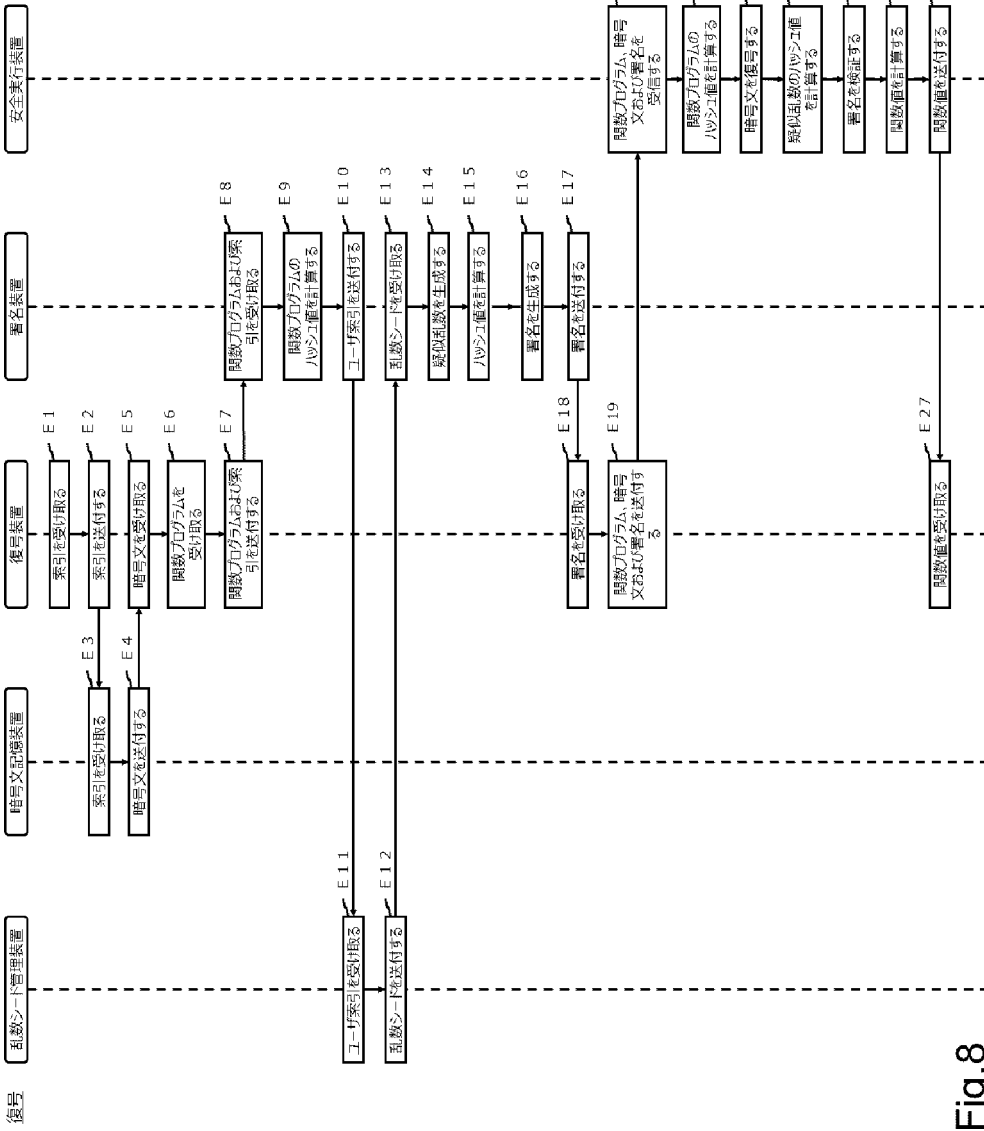 復号
乱数シード管理装置
暗号文記憶装置
復号装置
署名装置
安全実行装置
索引を受け取る
E1
索引を送付する
E2
索引を受け取る
E3
暗号文を送付する
E4
暗号文を受け取る
E5
関数プログラムを
受け取る
E6
関数プログラムおよび索
引を送付する
E7
関数プログラムおよび索
引を受け取る
E8
関数プログラムの
ハッシュ値を計算する
E9
ユーザ索引を送付する
E10
ユーザ索引を受け取る
E11
乱数シードを送付する
E12
乱数シードを受け取る
E13
疑似乱数を生成する
E14
ハッシュ値を計算する
E15
署名を生成する
E16
署名を送付する
E17
署名を受け取る
E18
関数プログラム、暗号
文および署名を送付す
る
E19
関数プログラム、暗号
文および署名を
受信する
関数プログラムの
ハッシュ値を計算する
暗号文を復号する
疑似乱数のハッシュ値
を計算する
署名を検証する
関数値を計算する
関数値を送付する
関数値を受け取る
E27
Fig.8